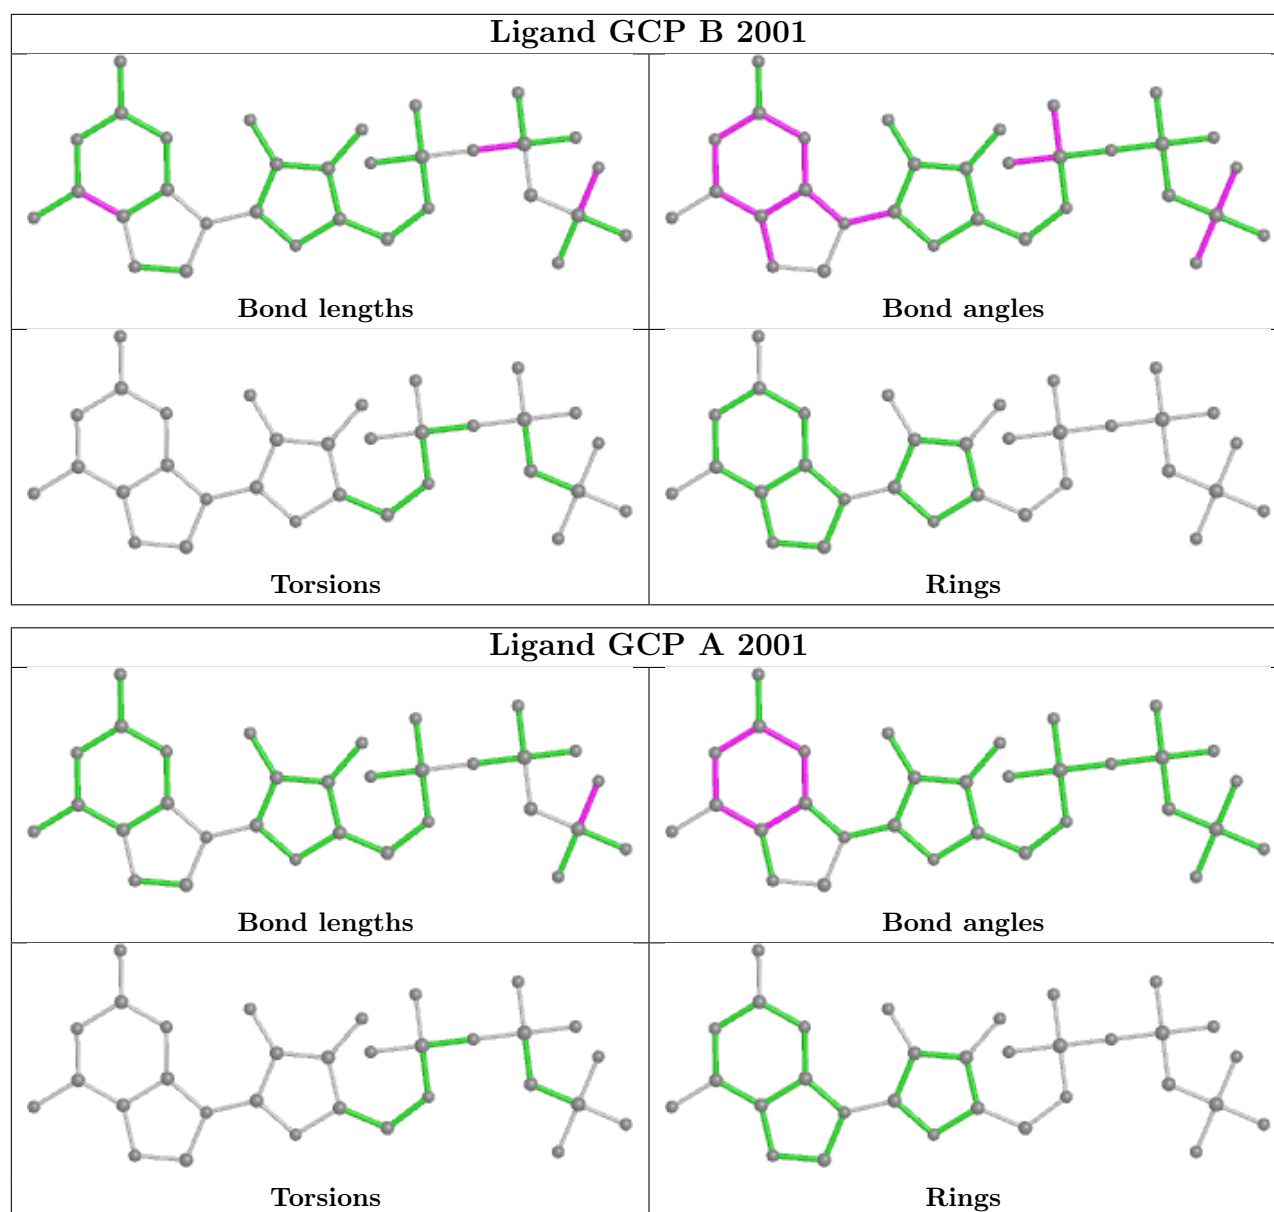 Ligand GCP B 2001
Bond lengths
Bond angles
Torsions
Rings
Ligand GCP A 2001
Bond lengths
Bond angles
Torsions
Rings